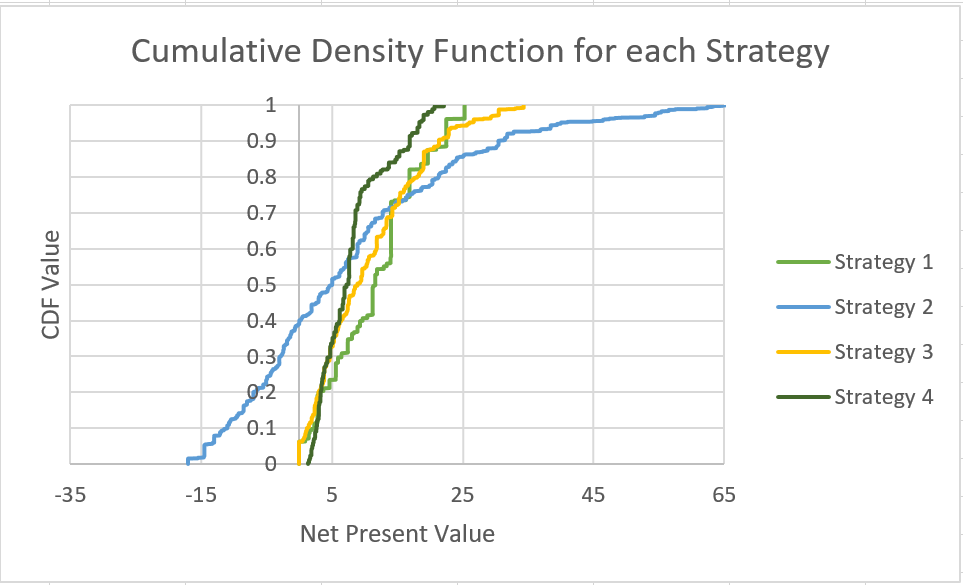 Cumulative Density Function for each Strategy
1
0.9
0.8
0.7
0.6
0.5
0.4
0.3
0.2
0.1
0
CDF Value
-35 -15 5 25 45 65
Net Present Value
Strategy 1
Strategy 2
Strategy 3
Strategy 4